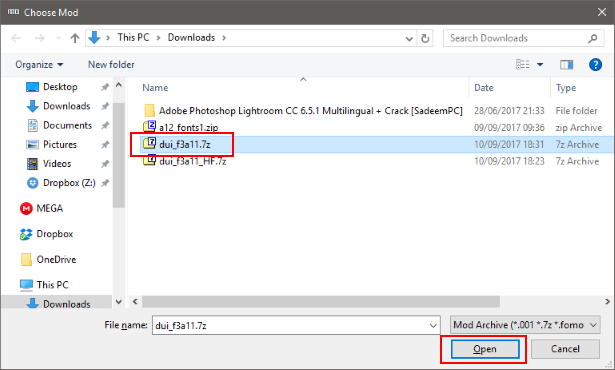 Choose Mod
This PC > Downloads >
Search Downloads
Organize New folder
Name Date modified Type
Desktop
Downloads
Documents
Pictures
Videos
Dropbox (Z:)
MEGA
Dropbox
OneDrive
This PC
Downloads
Adobe Photoshop Lightroom CC 6.5.1 Multilingual + Crack [SadeemPC] 28/06/2017 21:33 File folder
a12_fonts1.zip 09/09/2017 09:36 zip Archive
dui_f3a11.7z 10/09/2017 18:31 7z Archive
dui_f3a11_HF.7z 10/09/2017 18:23 7z Archive
File name: dui_f3a11.7z Mod Archive (*.001 *.7z *.fomo
Open Cancel